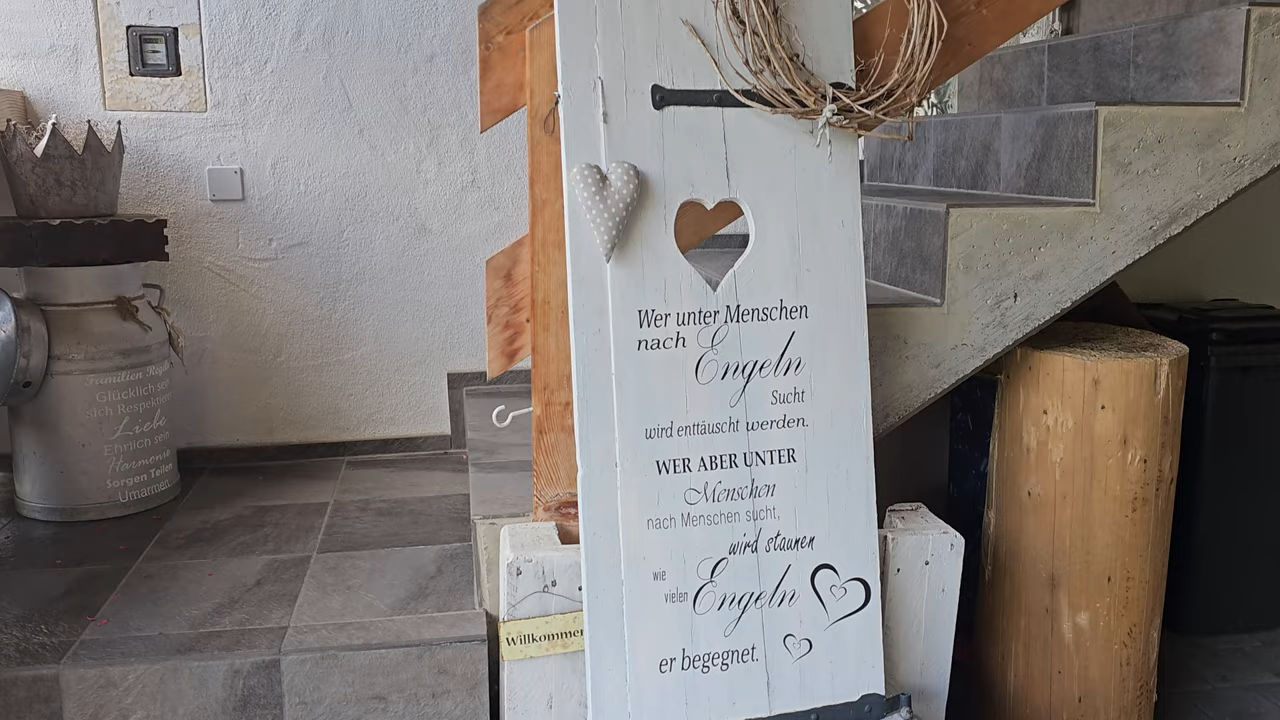 Wer unter Menschen
nach Engeln
Sucht
wird enttäuscht werden.
WER ABER UNTER
Menschen
nach Menschen sucht,
wird staunen
wie
vielen Engeln
er begegnet.
Willkommen
Familien
Glücklich sein
sich Respektieren
Liebe
Ehrlich sein
Harmonie
Sorgen Teilen
Umarmen